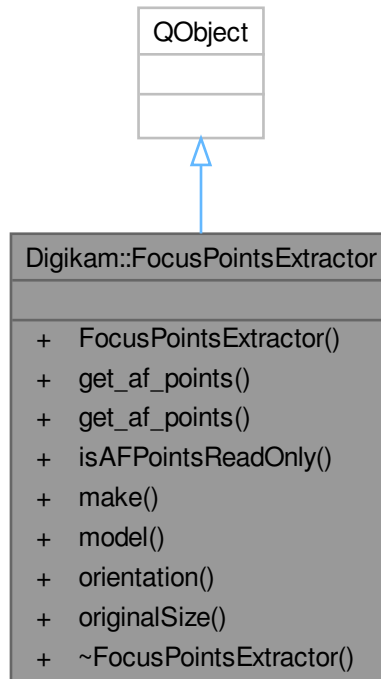 QObject
Digikam::FocusPointsExtractor
+ FocusPointsExtractor()
+ get_af_points()
+ get_af_points()
+ isAFPointsReadOnly()
+ make()
+ model()
+ orientation()
+ originalSize()
+ ~FocusPointsExtractor()